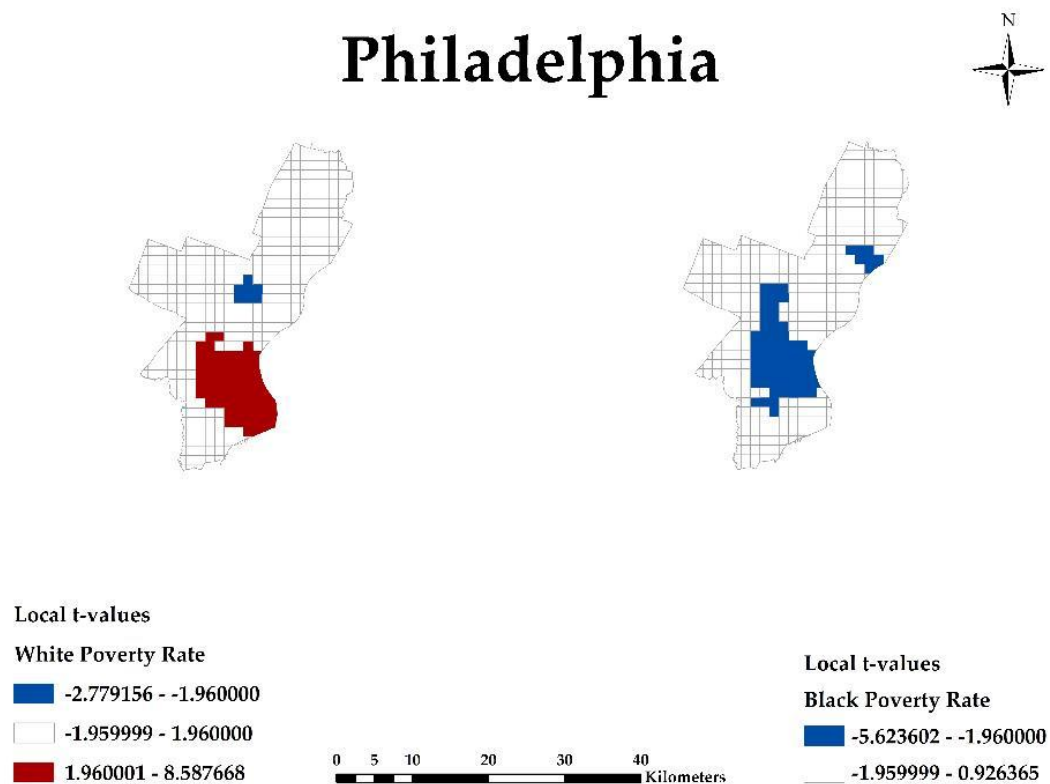 N
Philadelphia
Local t-values
White Poverty Rate
-2.779156 - -1.960000
-1.959999 - 1.960000
1.960001 - 8.587668
0 5 10 20 30 40
Kilometers
Local t-values
Black Poverty Rate
-5.623602 - -1.960000
-1.959999 - 0.926365